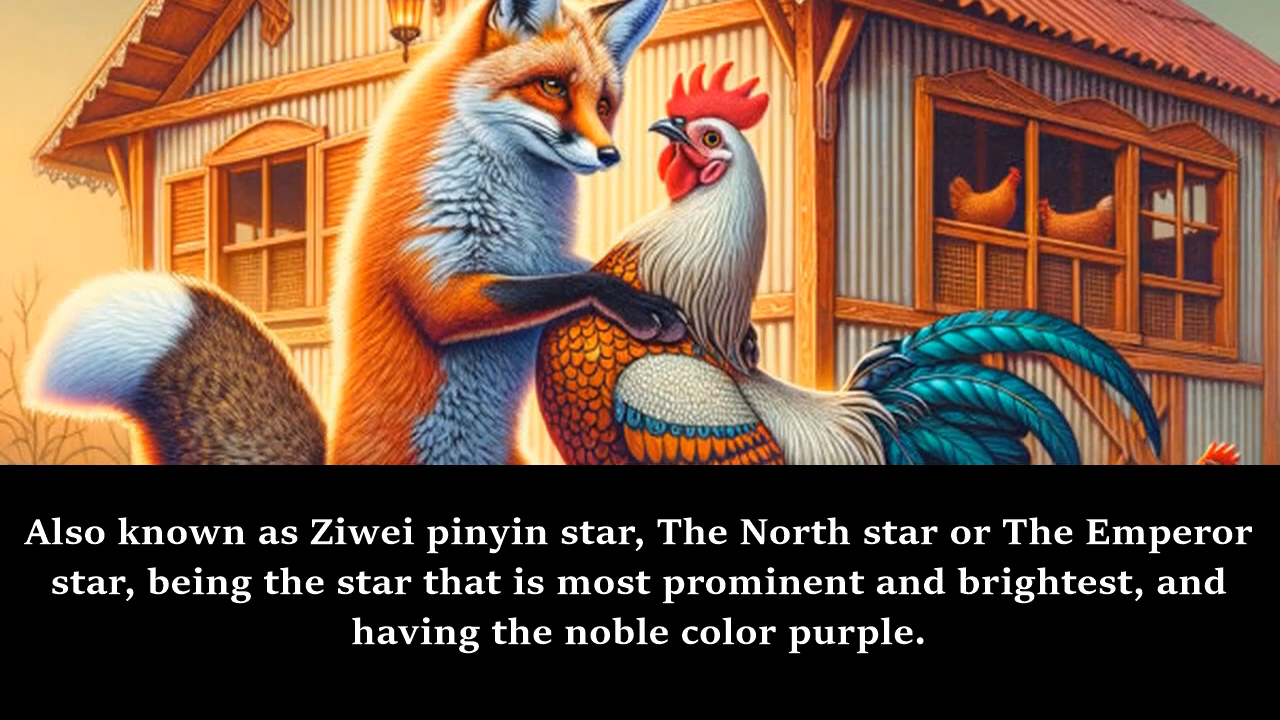 Also known as Ziwei pinyin star, The North star or The Emperor
star, being the star that is most prominent and brightest, and
having the noble color purple.